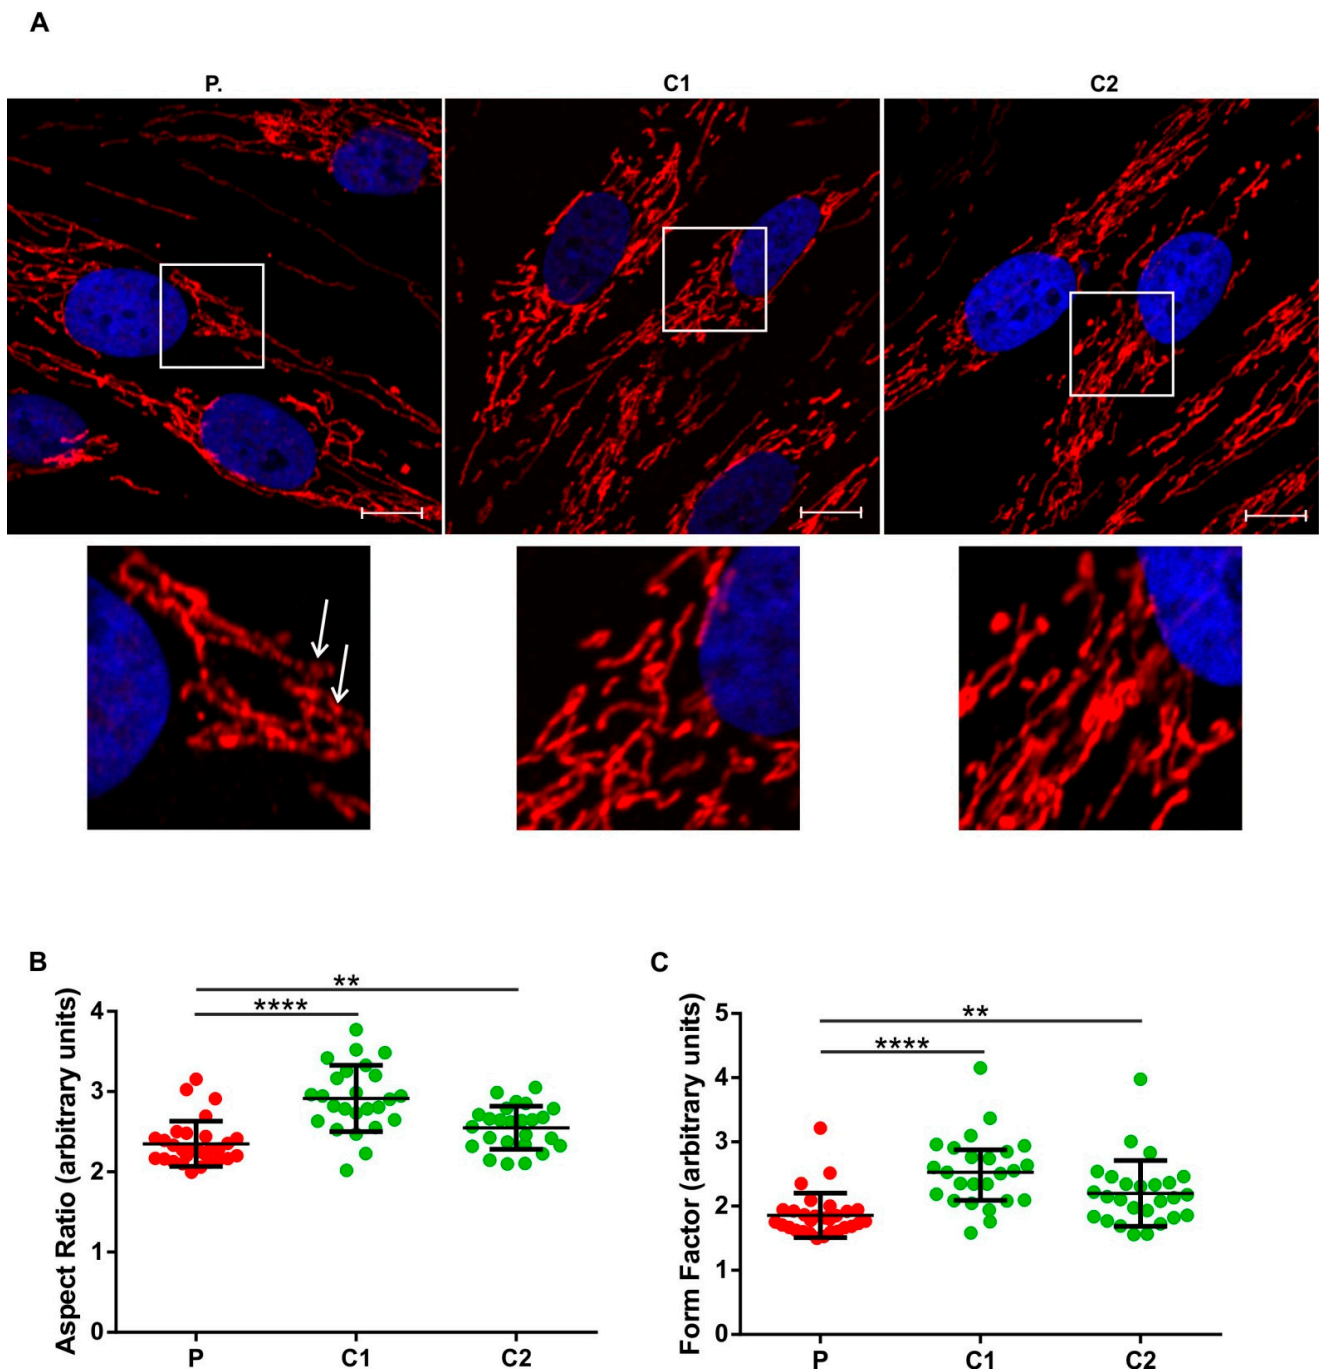 A
P. C1 C2
B
Aspect Ratio (arbitrary units)
4
3
2
1
0
**
****
P C1 C2
C
Form Factor (arbitrary units)
5
4
3
2
1
0
**
****
P C1 C2